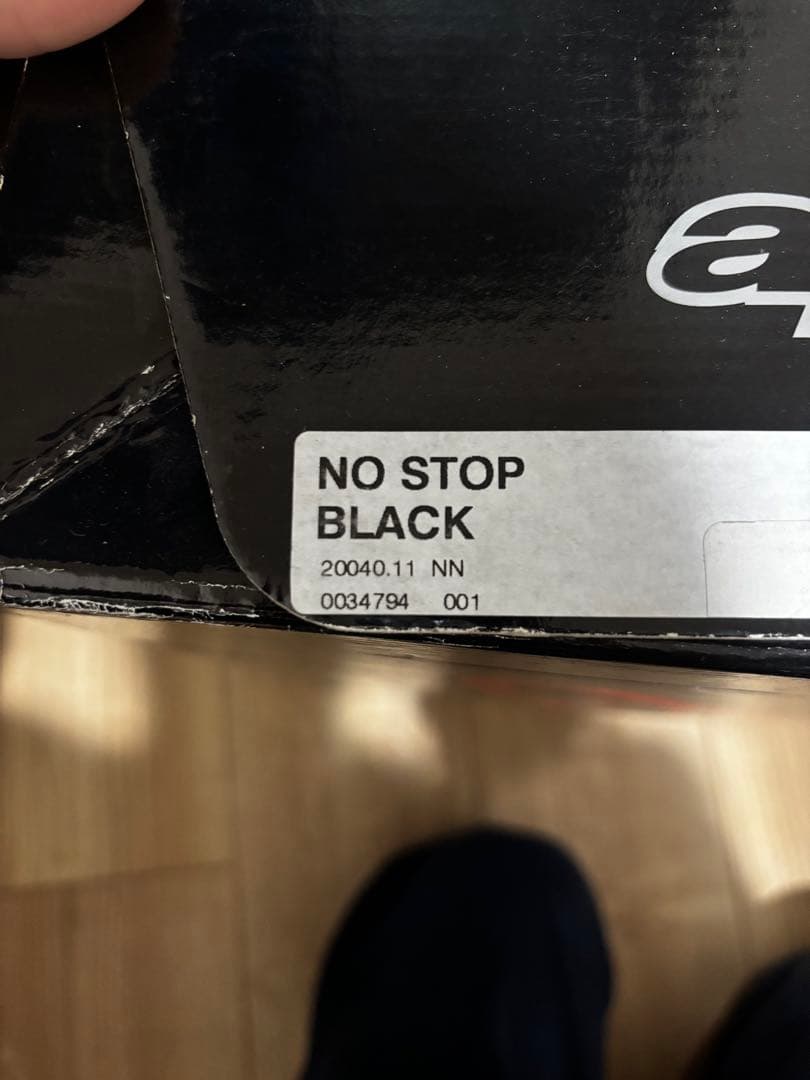 NO STOP
BLACK
20040.11 NN
0034794 001